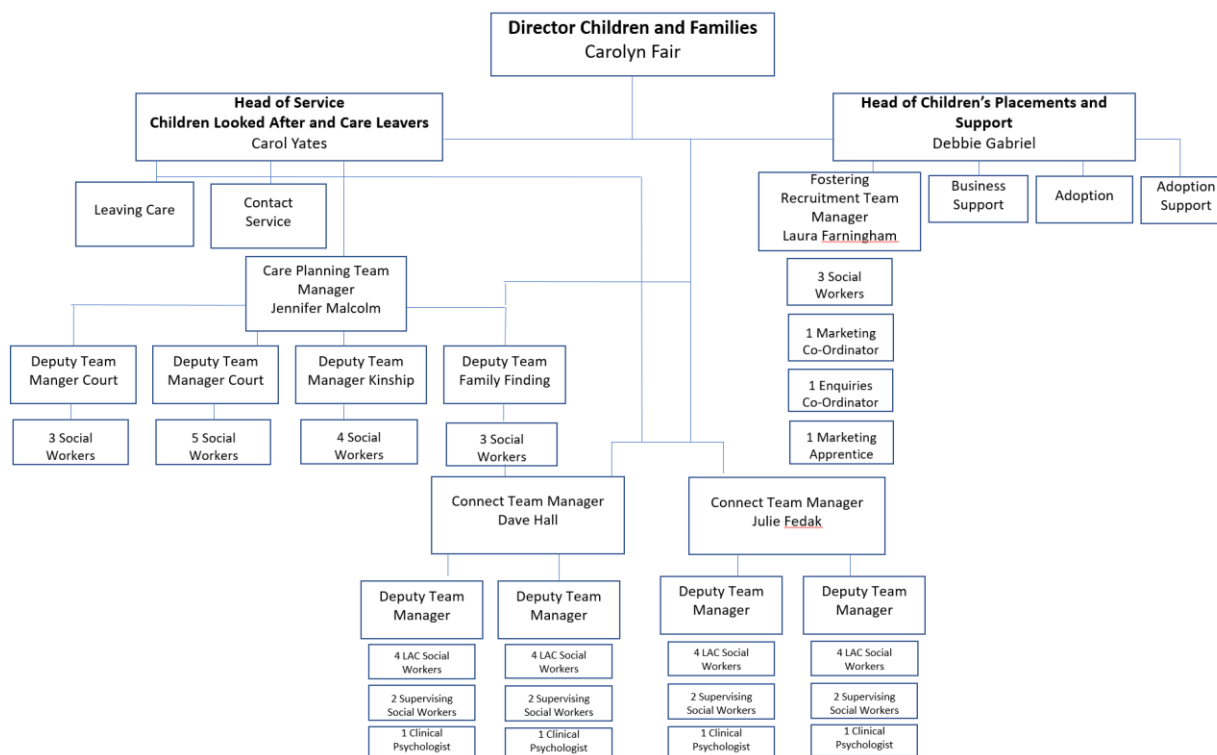 Director Children and Families
Carolyn Fair
Head of Service
Children Looked After and Care Leavers
Carol Yates
Head of Children’s Placements and
Support
Debbie Gabriel
Leaving Care
Contact
Service
Fostering
Recruitment Team
Manager
Laura Farningham
Business
Support
Adoption
Adoption
Support
Care Planning Team
Manager
Jennifer Malcolm
3 Social
Workers
1 Marketing
Co-Ordinator
1 Enquiries
Co-Ordinator
1 Marketing
Apprentice
Deputy Team
Manger Court
Deputy Team
Manager Court
Deputy Team
Manager Kinship
Deputy Team
Family Finding
3 Social
Workers
5 Social
Workers
4 Social
Workers
3 Social
Workers
Connect Team Manager
Dave Hall
Connect Team Manager
Julie Fedak
Deputy Team
Manager
Deputy Team
Manager
Deputy Team
Manager
Deputy Team
Manager
4 LAC Social
Workers
4 LAC Social
Workers
4 LAC Social
Workers
4 LAC Social
Workers
2 Supervising
Social Workers
2 Supervising
Social Workers
2 Supervising
Social Workers
2 Supervising
Social Workers
1 Clinical
Psychologist
1 Clinical
Psychologist
1 Clinical
Psychologist
1 Clinical
Psychologist